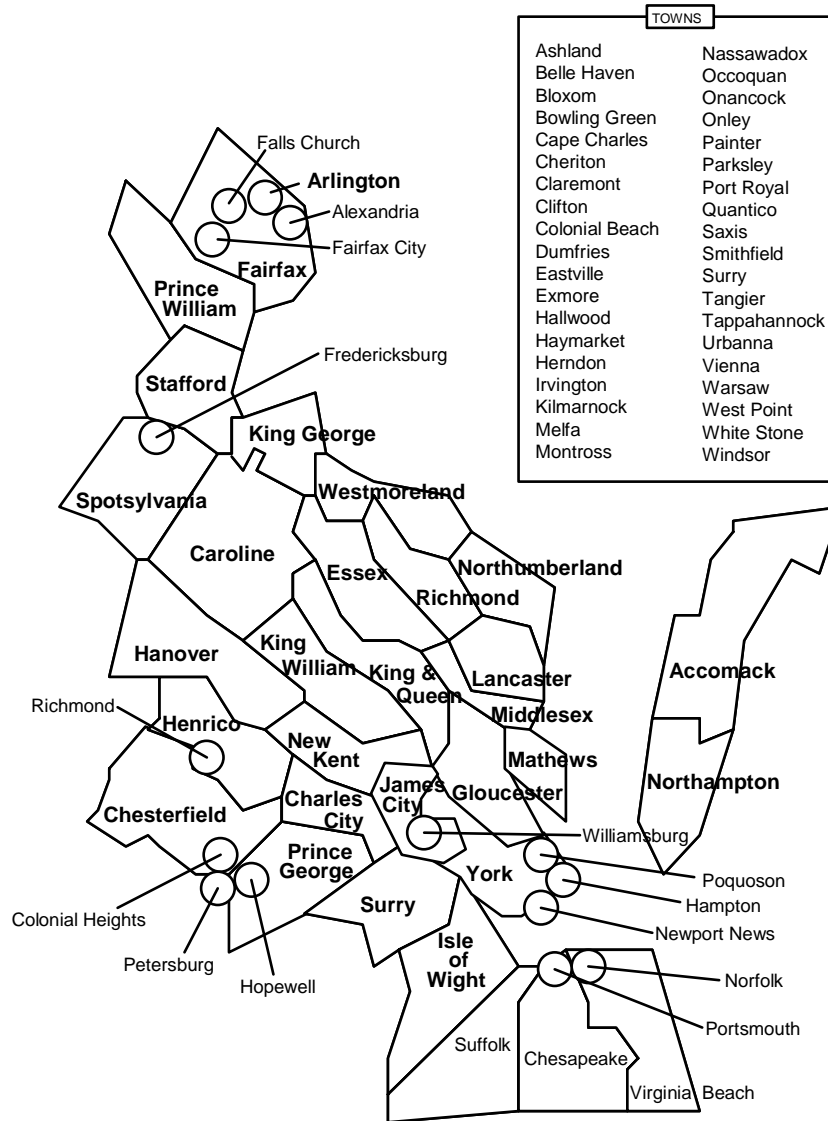 TOWNS
Ashland
Belle Haven
Bloxom
Bowling Green
Cape Charles
Cheriton
Claremont
Clifton
Colonial Beach
Dumfries
Eastville
Exmore
Hallwood
Haymarket
Herndon
Irvington
Kilmarnock
Melfa
Montross
Nassawadox
Occoquan
Onancock
Onley
Painter
Parksley
Port Royal
Quantico
Saxis
Smithfield
Surry
Tangier
Tappahannock
Urbanna
Vienna
Warsaw
West Point
White Stone
Windsor
Falls Church
Arlington
Alexandria
Fairfax City
Fairfax
Prince
William
Fredericksburg
Stafford
King George
Westmoreland
Spotsylvania
Caroline
Essex
Northumberland
Richmond
Hanover
King
William
King &
Queen
Lancaster
Accomack
Richmond
Henrico
Middlesex
New
Kent
Mathews
James
City
Gloucester
Northampton
Chesterfield
Charles
City
Williamsburg
Prince
George
York
Poquoson
Hampton
Surry
Newport News
Colonial Heights
Petersburg
Hopewell
Isle
of
Wight
Norfolk
Portsmouth
Suffolk
Chesapeake
Virginia Beach